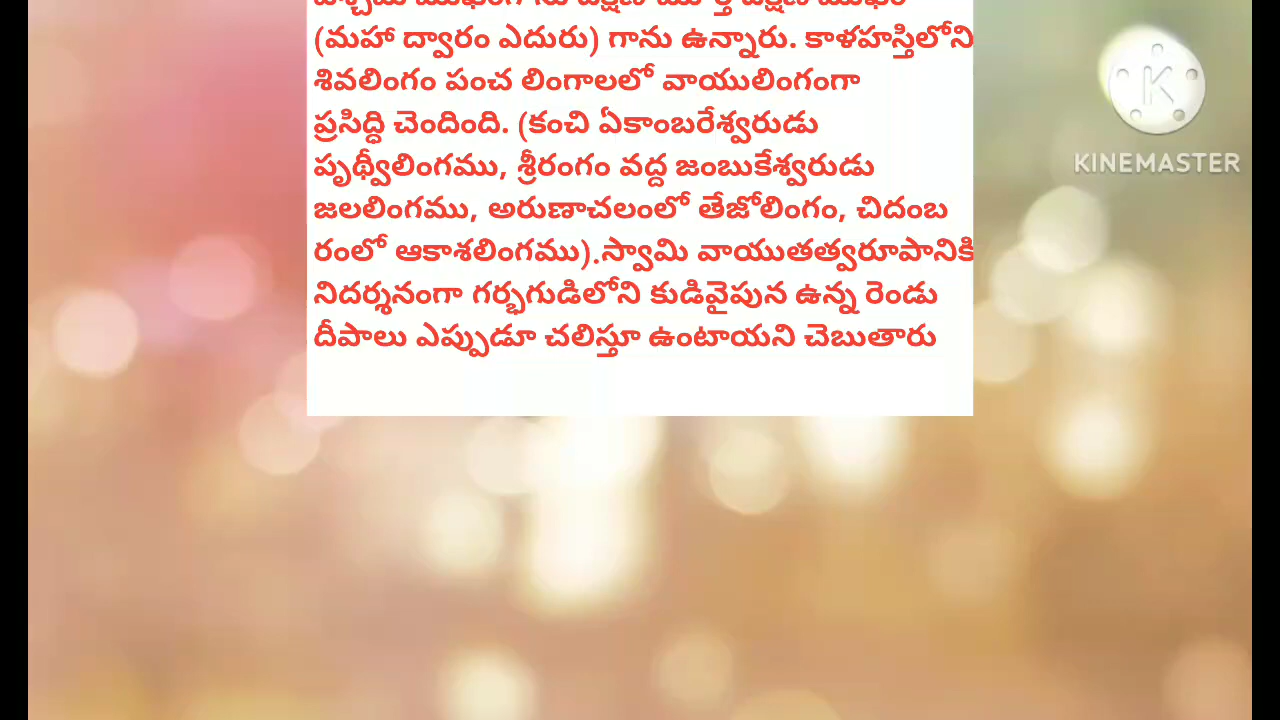 (మహా ద్వారం ఎదురు) గాను ఉన్నారు. కాళహస్తిలోని
శివలింగం పంచ లింగాలలో వాయులింగంగా
ప్రసిద్ధి చెందింది. (కంచి ఏకాంబరేశ్వరుడు
పృథ్వీలింగము, శ్రీరంగం వద్ద జంబుకేశ్వరుడు
జలలింగము, అరుణాచలంలో తేజోలింగం, చిదంబ
రంలో ఆకాశలింగము).స్వామి వాయుతత్వరూపానికి
నిదర్శనంగా గర్భగుడిలోని కుడివైపున ఉన్న రెండు
దీపాలు ఎప్పుడూ చలిస్తూ ఉంటాయని చెబుతారు
K
KINEMASTER